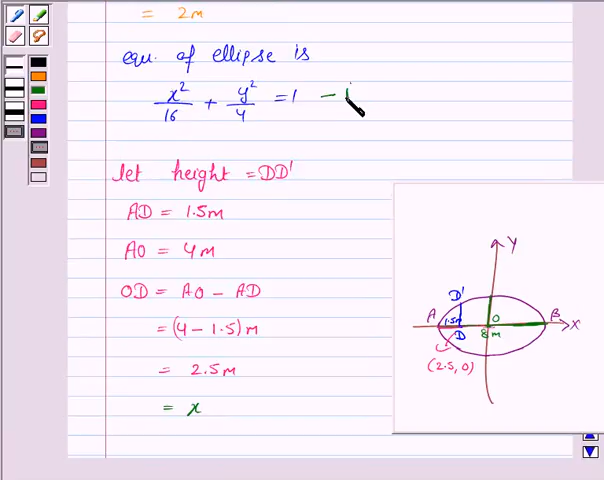 = 2m
equ. of ellipse is
x²/16 + y²/4 = 1 - i
let height = DD'
AD = 1.5m
AO = 4m
OD = AO - AD
= (4 - 1.5)m
= 2.5m
= x
Y
D'
A 1.5m O B X
D 8m
(2.5, 0)